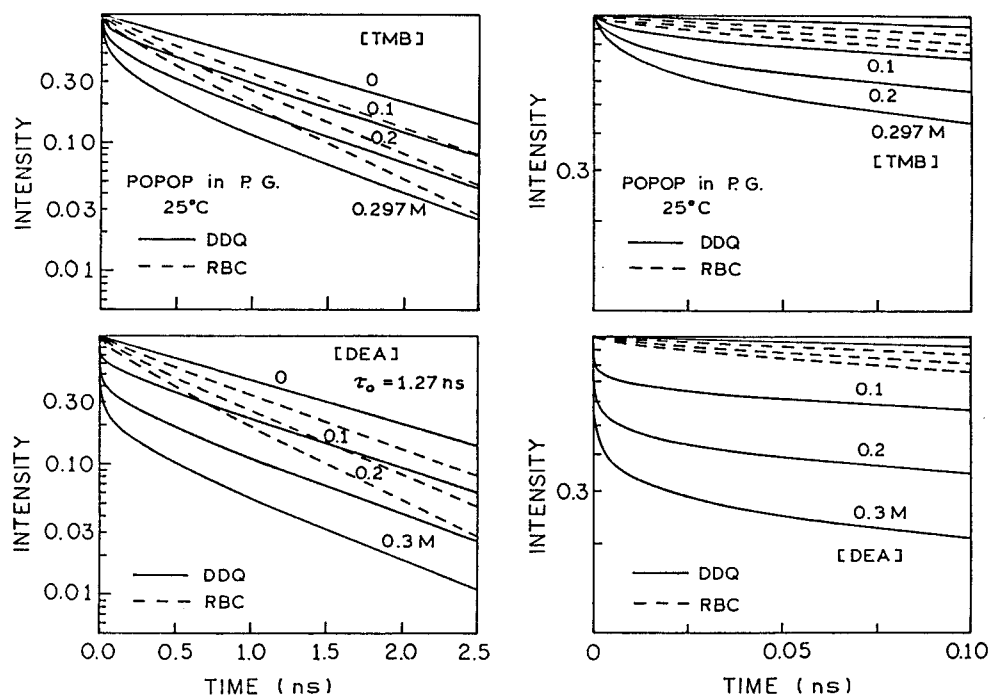 [TMB]
0
0.1
0.2
0.297M
POPOP in P. G.
25°C
DDQ
RBC
INTENSITY
0.30
0.10
0.03
0.01
0.1
0.2
0.297M
[TMB]
POPOP in P. G.
25°C
DDQ
RBC
INTENSITY
0.3
[DEA]
0
τo = 1.27 ns
0.1
0.2
0.3 M
DDQ
RBC
INTENSITY
0.30
0.10
0.03
0.01
0.0 0.5 1.0 1.5 2.0 2.5
TIME (ns)
0.1
0.2
0.3 M
[DEA]
DDQ
RBC
INTENSITY
0.3
0 0.05 0.10
TIME (ns)